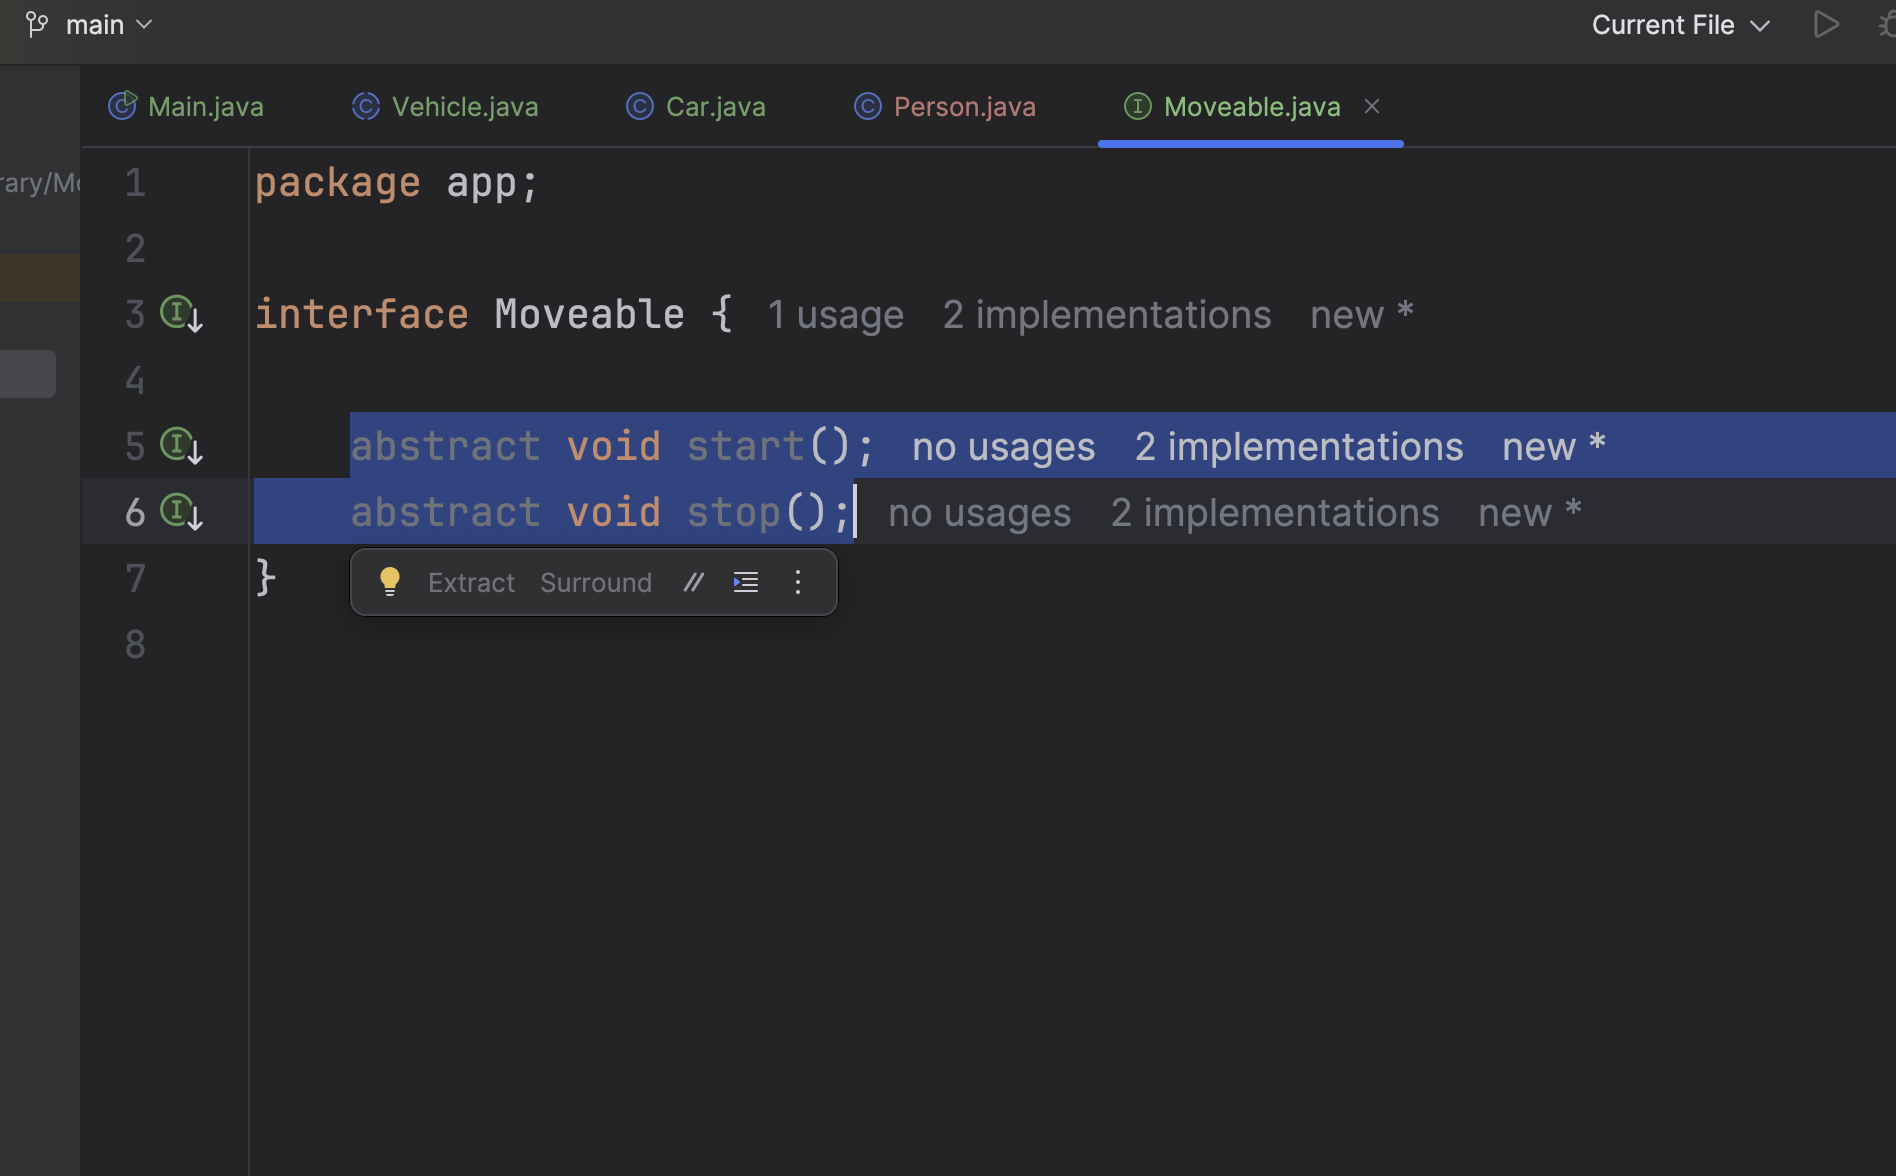 main
Current File
Main.java Vehicle.java Car.java Person.java Moveable.java
1 package app;
2
3 interface Moveable { 1 usage 2 implementations new *
4
5 abstract void start(); no usages 2 implementations new *
6 abstract void stop(); no usages 2 implementations new *
7 }
Extract Surround //
8